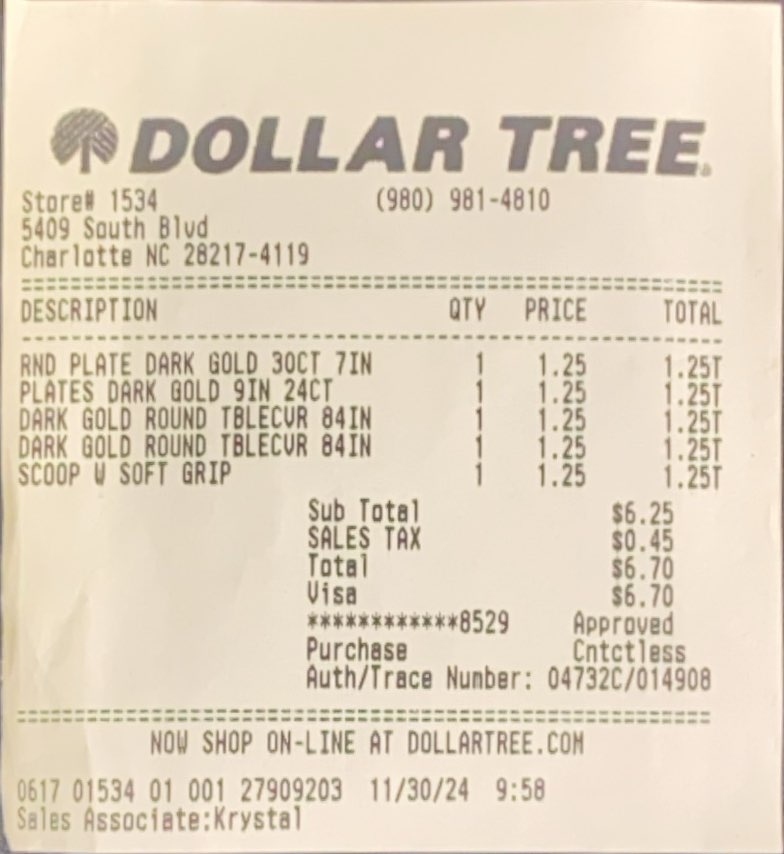 DOLLAR TREE
Store# 1534 (980) 981-4810
5409 South Blvd
Charlotte NC 28217-4119
DESCRIPTION QTY PRICE TOTAL
RND PLATE DARK GOLD 30CT 7IN 1 1.25 1.25T
PLATES DARK GOLD 9IN 24CT 1 1.25 1.25T
DARK GOLD ROUND TBLECVR 84IN 1 1.25 1.25T
DARK GOLD ROUND TBLECVR 84IN 1 1.25 1.25T
SCOOP W SOFT GRIP 1 1.25 1.25T
Sub Total $6.25
SALES TAX $0.45
Total $6.70
Visa $6.70
************8529 Approved
Purchase Cntctless
Auth/Trace Number: 04732C/014908
NOW SHOP ON-LINE AT DOLLARTREE.COM
0617 01534 01 001 27909203 11/30/24 9:58
Sales Associate:Krystal